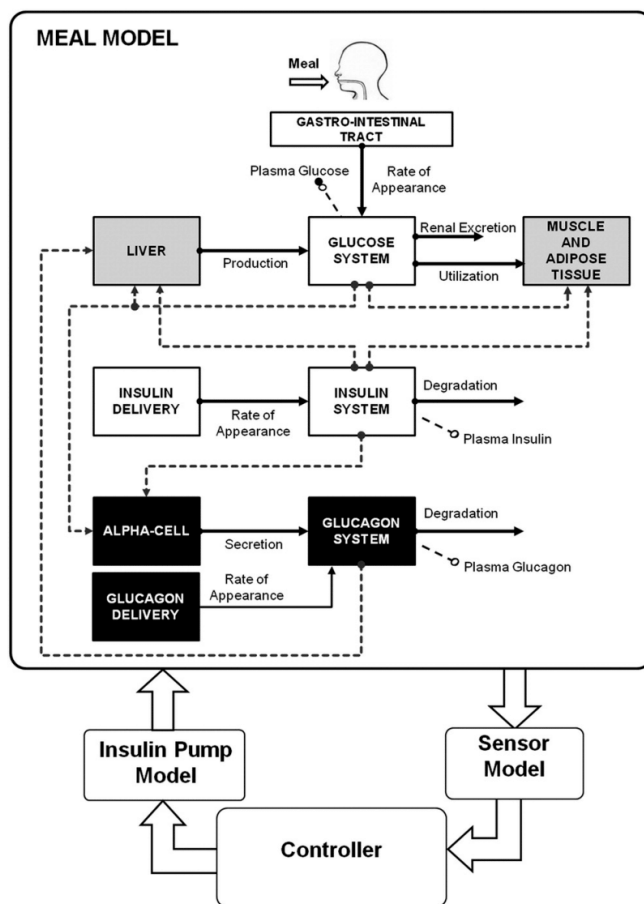 MEAL MODEL
Meal
GASTRO-INTESTINAL
TRACT
Plasma Glucose
Rate of
Appearance
LIVER
Production
GLUCOSE
SYSTEM
Renal Excretion
Utilization
MUSCLE
AND
ADIPOSE
TISSUE
INSULIN
DELIVERY
Rate of
Appearance
INSULIN
SYSTEM
Degradation
Plasma Insulin
ALPHA-CELL
Secretion
GLUCAGON
SYSTEM
Degradation
Plasma Glucagon
GLUCAGON
DELIVERY
Rate of
Appearance
Insulin Pump
Model
Sensor
Model
Controller